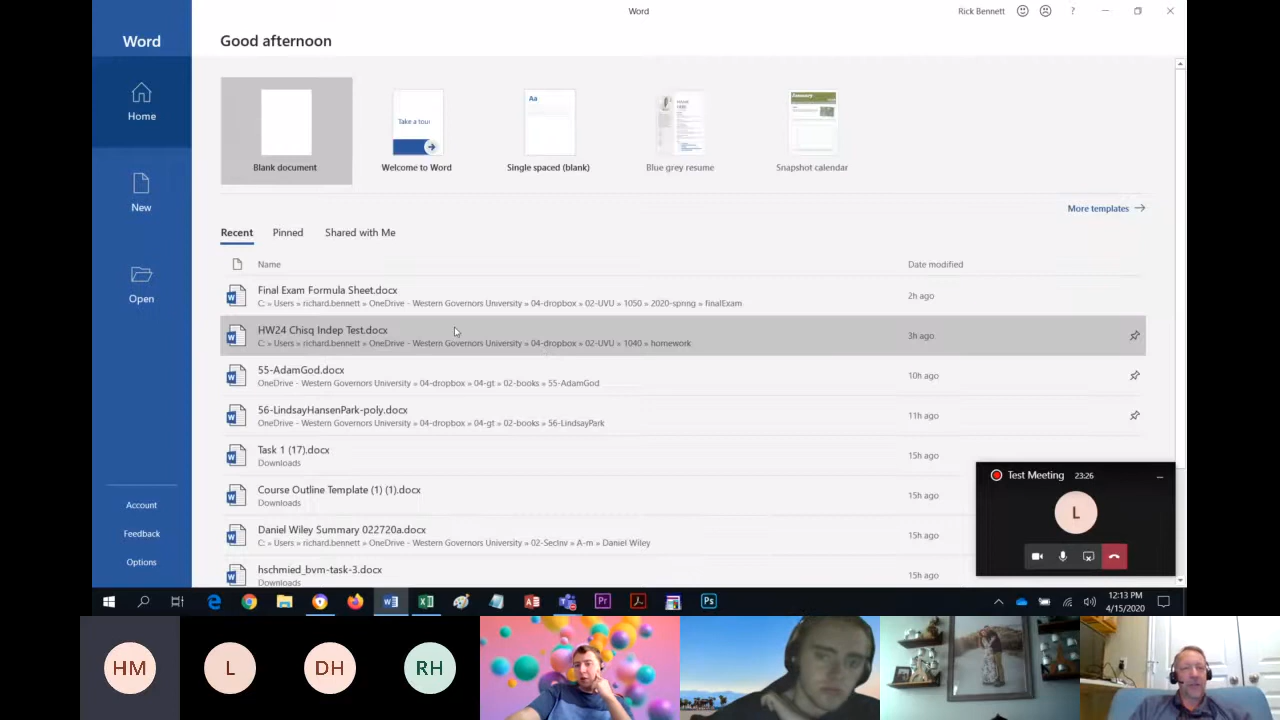 Word
Rick Bennett
?
Word
Good afternoon
Home
New
Open
Account
Feedback
Options
Aa
Take a tour
Blank document
Welcome to Word
Single spaced (blank)
Blue grey resume
Snapshot calendar
More templates
Recent
Pinned
Shared with Me
Name
Date modified
Final Exam Formula Sheet.docx
2h ago
C: » Users » richard.bennett » OneDrive - Western Governors University » 04-dropbox » 02-UVU » 1050 » 2020-spring » finalExam
HW24 Chisq Indep Test.docx
3h ago
C: » Users » richard.bennett » OneDrive - Western Governors University » 04-dropbox » 02-UVU » 1040 » homework
55-AdamGod.docx
10h ago
OneDrive - Western Governors University » 04-dropbox » 04-gt » 02-books » 55-AdamGod
56-LindsayHansenPark-poly.docx
11h ago
OneDrive - Western Governors University » 04-dropbox » 04-gt » 02-books » 56-LindsayPark
Task 1 (17).docx
15h ago
Downloads
Course Outline Template (1) (1).docx
15h ago
Downloads
Daniel Wiley Summary 022720a.docx
15h ago
C: » Users » richard.bennett » OneDrive - Western Governors University » 02-SecInv » A-m » Daniel Wiley
hschmied_bvm-task-3.docx
15h ago
Downloads
Test Meeting 23:26
L
12:13 PM
4/15/2020
HM
L
DH
RH